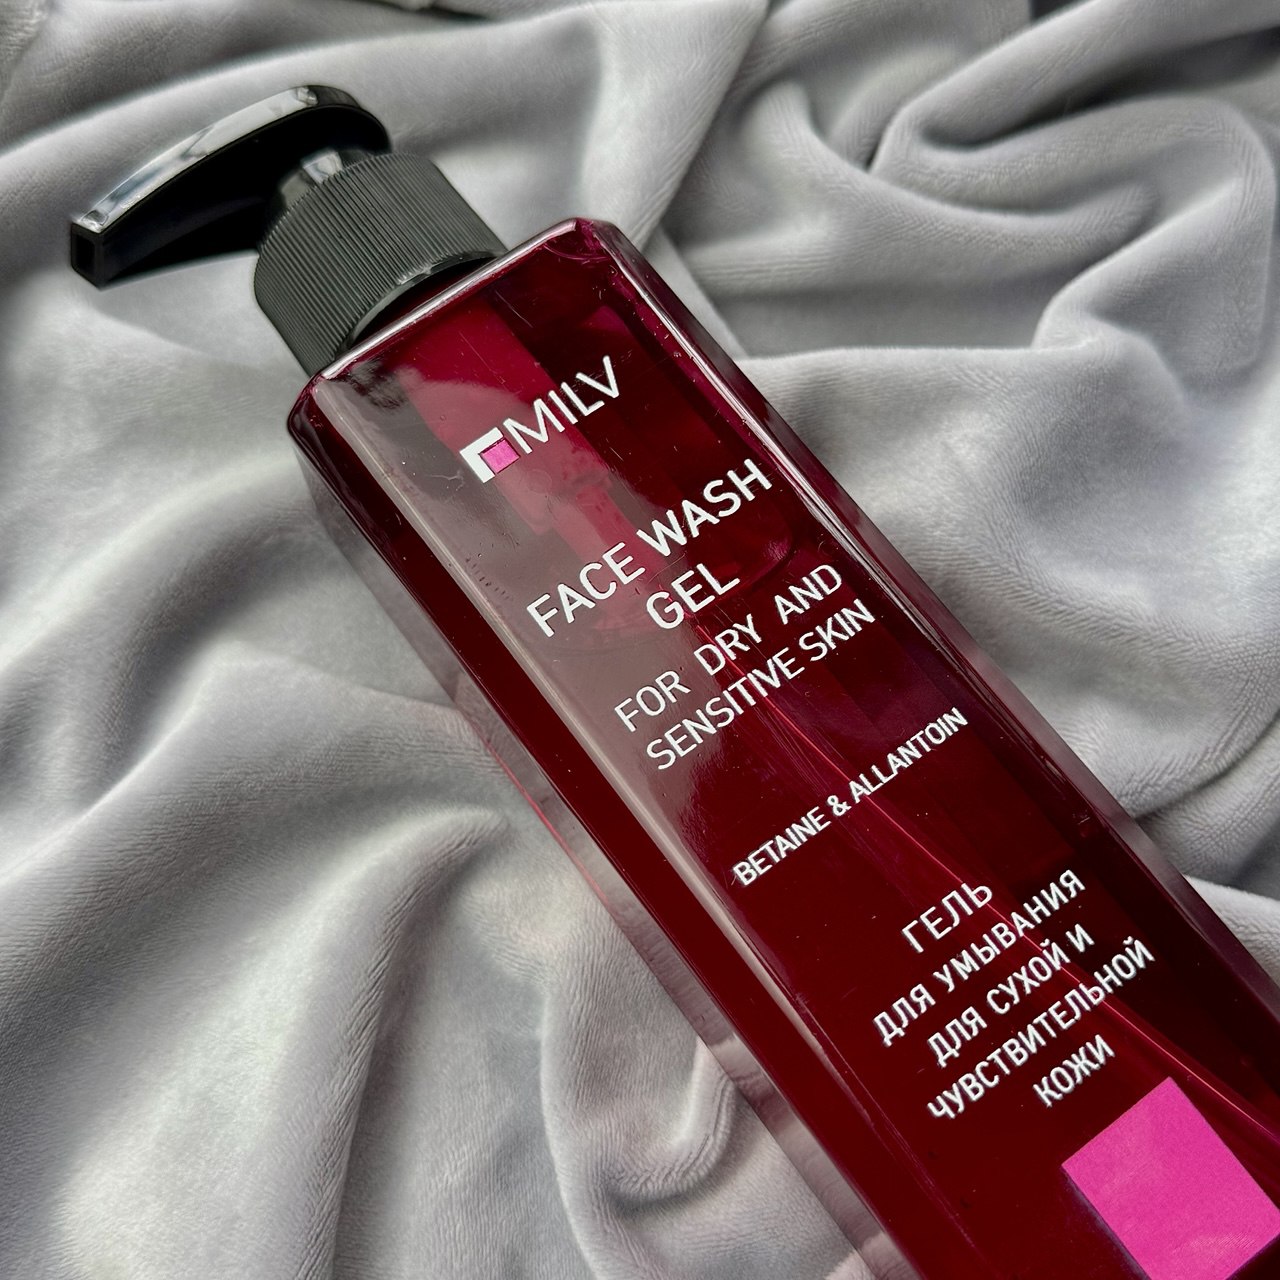 MILV
FACE WASH
GEL
FOR DRY AND
SENSITIVE SKIN
BETAINE & ALLANTOIN
ГЕЛЬ
ДЛЯ УМЫВАНИЯ
ДЛЯ СУХОЙ И
ЧУВСТВИТЕЛЬНОЙ
КОЖИ